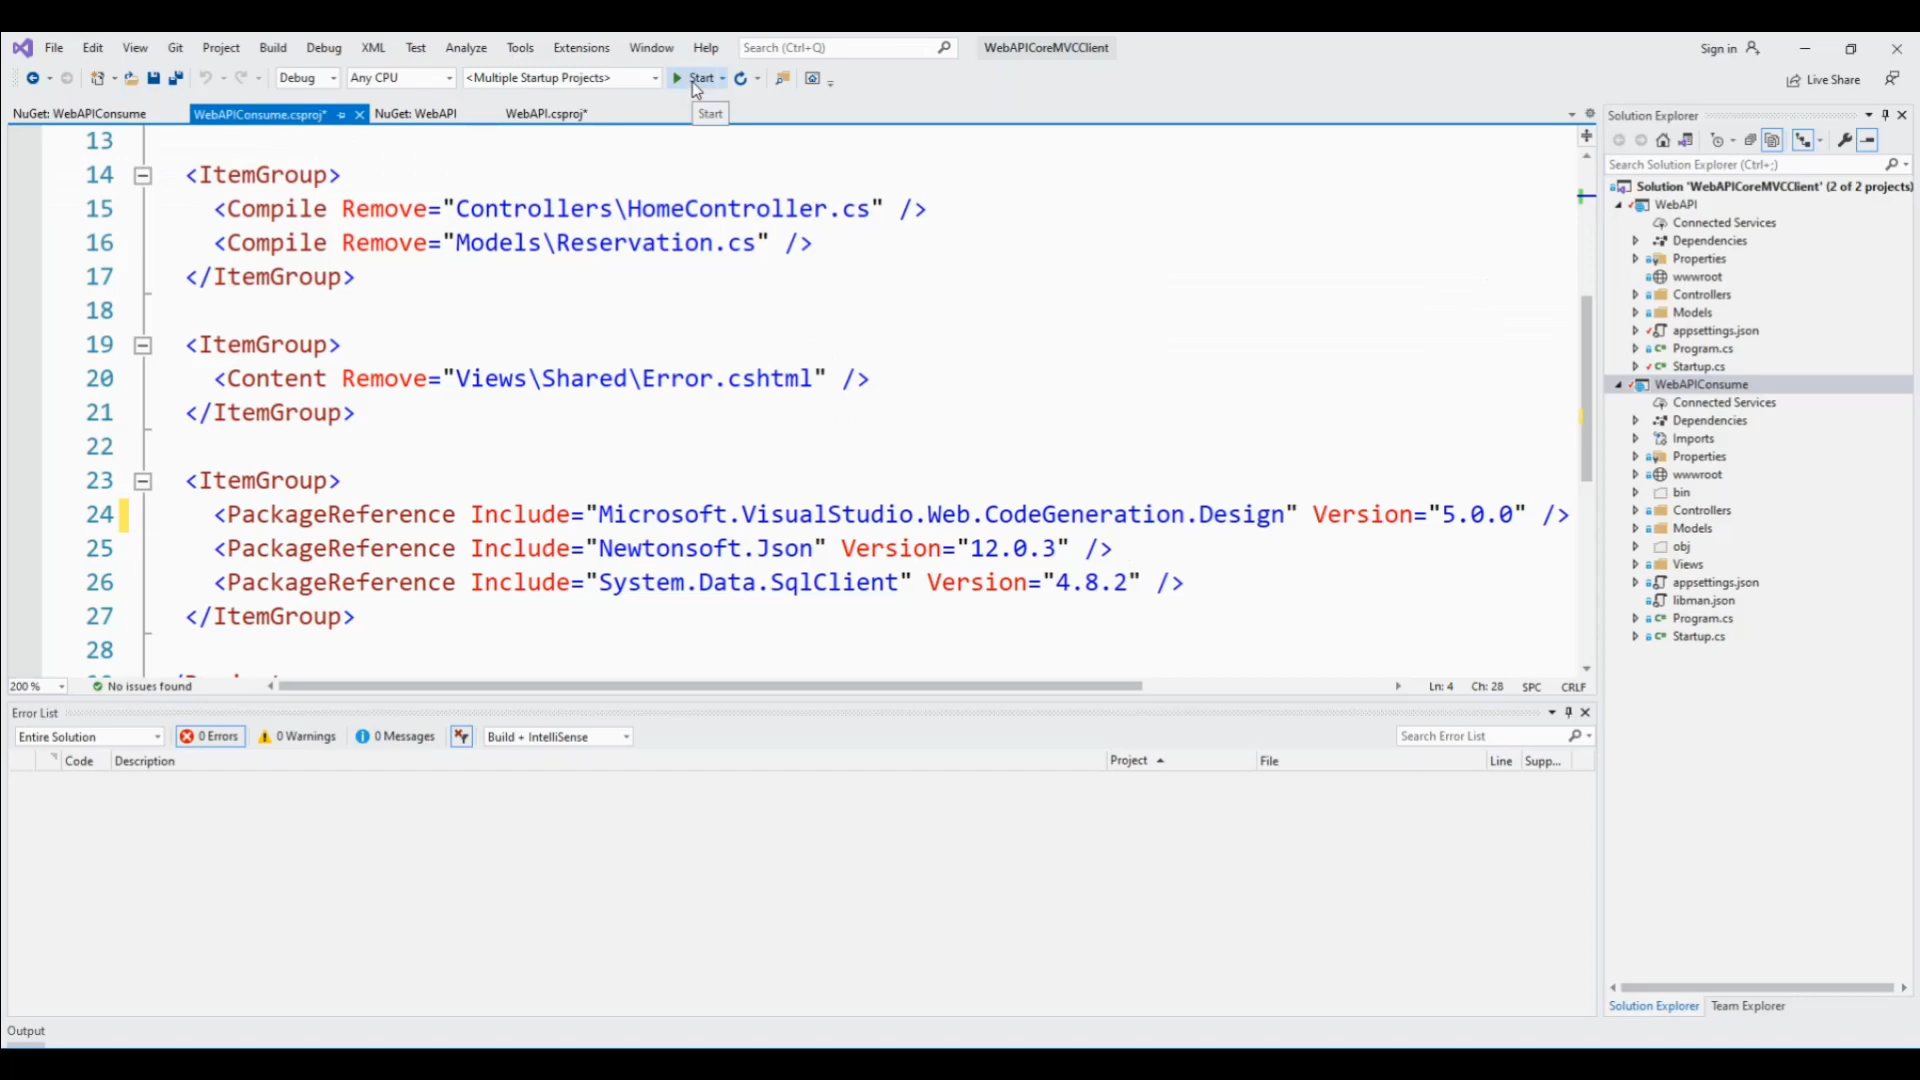 File Edit View Git Project Build Debug XML Test Analyze Tools Extensions Window Help Search (Ctrl+Q) WebAPICoreMVCClient Sign in
Debug Any CPU <Multiple Startup Projects> Start Live Share
NuGet: WebAPIConsume WebAPIConsume.csproj* NuGet: WebAPI WebAPI.csproj* Start
13
14 <ItemGroup>
15 <Compile Remove="Controllers\HomeController.cs" />
16 <Compile Remove="Models\Reservation.cs" />
17 </ItemGroup>
18
19 <ItemGroup>
20 <Content Remove="Views\Shared\Error.cshtml" />
21 </ItemGroup>
22
23 <ItemGroup>
24 <PackageReference Include="Microsoft.VisualStudio.Web.CodeGeneration.Design" Version="5.0.0" />
25 <PackageReference Include="Newtonsoft.Json" Version="12.0.3" />
26 <PackageReference Include="System.Data.SqlClient" Version="4.8.2" />
27 </ItemGroup>
28
200 % No issues found Ln: 4 Ch: 28 SPC CRLF
Error List
Entire Solution 0 Errors 0 Warnings 0 Messages Build + IntelliSense Search Error List
Code Description Project File Line Supp...
Output
Solution Explorer
Search Solution Explorer (Ctrl+;)
Solution 'WebAPICoreMVCClient' (2 of 2 projects)
WebAPI
Connected Services
Dependencies
Properties
wwwroot
Controllers
Models
appsettings.json
Program.cs
Startup.cs
WebAPIConsume
Connected Services
Dependencies
Imports
Properties
wwwroot
bin
Controllers
Models
obj
Views
appsettings.json
libman.json
Program.cs
Startup.cs
Solution Explorer Team Explorer